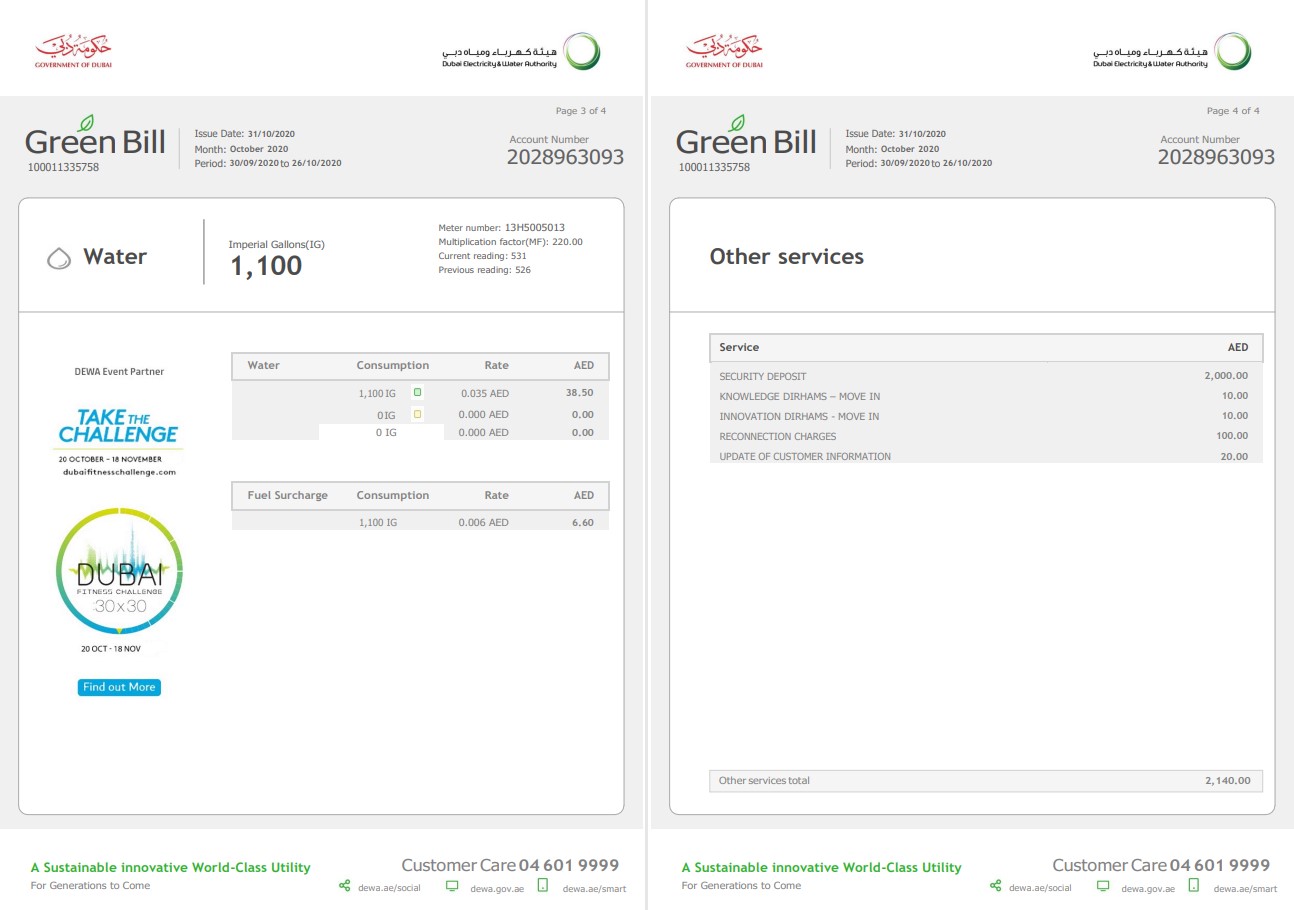 حكومة دبي
GOVERNMENT OF DUBAI
هيئة كهرباء ومياه دبي
Dubai Electricity & Water Authority
Page 3 of 4
Green Bill
100011335758
Issue Date: 31/10/2020
Month: October 2020
Period: 30/09/2020 to 26/10/2020
Account Number
2028963093
Water
Imperial Gallons(IG)
1,100
Meter number: 13H5005013
Multiplication factor(MF): 220.00
Current reading: 531
Previous reading: 526
DEWA Event Partner
TAKE THE
CHALLENGE
20 OCTOBER - 18 NOVEMBER
dubaifitnesschallenge.com
DUBAI
FITNESS CHALLENGE
30x30
20 OCT - 18 NOV
Find out More
Water Consumption Rate AED
1,100 IG 0.035 AED 38.50
0 IG 0.000 AED 0.00
0 IG 0.000 AED 0.00
Fuel Surcharge Consumption Rate AED
1,100 IG 0.006 AED 6.60
A Sustainable innovative World-Class Utility
For Generations to Come
Customer Care 04 601 9999
dewa.ae/social dewa.gov.ae dewa.ae/smart
حكومة دبي
GOVERNMENT OF DUBAI
هيئة كهرباء ومياه دبي
Dubai Electricity & Water Authority
Page 4 of 4
Green Bill
100011335758
Issue Date: 31/10/2020
Month: October 2020
Period: 30/09/2020 to 26/10/2020
Account Number
2028963093
Other services
Service AED
SECURITY DEPOSIT 2,000.00
KNOWLEDGE DIRHAMS – MOVE IN 10.00
INNOVATION DIRHAMS - MOVE IN 10.00
RECONNECTION CHARGES 100.00
UPDATE OF CUSTOMER INFORMATION 20.00
Other services total 2,140.00
A Sustainable innovative World-Class Utility
For Generations to Come
Customer Care 04 601 9999
dewa.ae/social dewa.gov.ae dewa.ae/smart